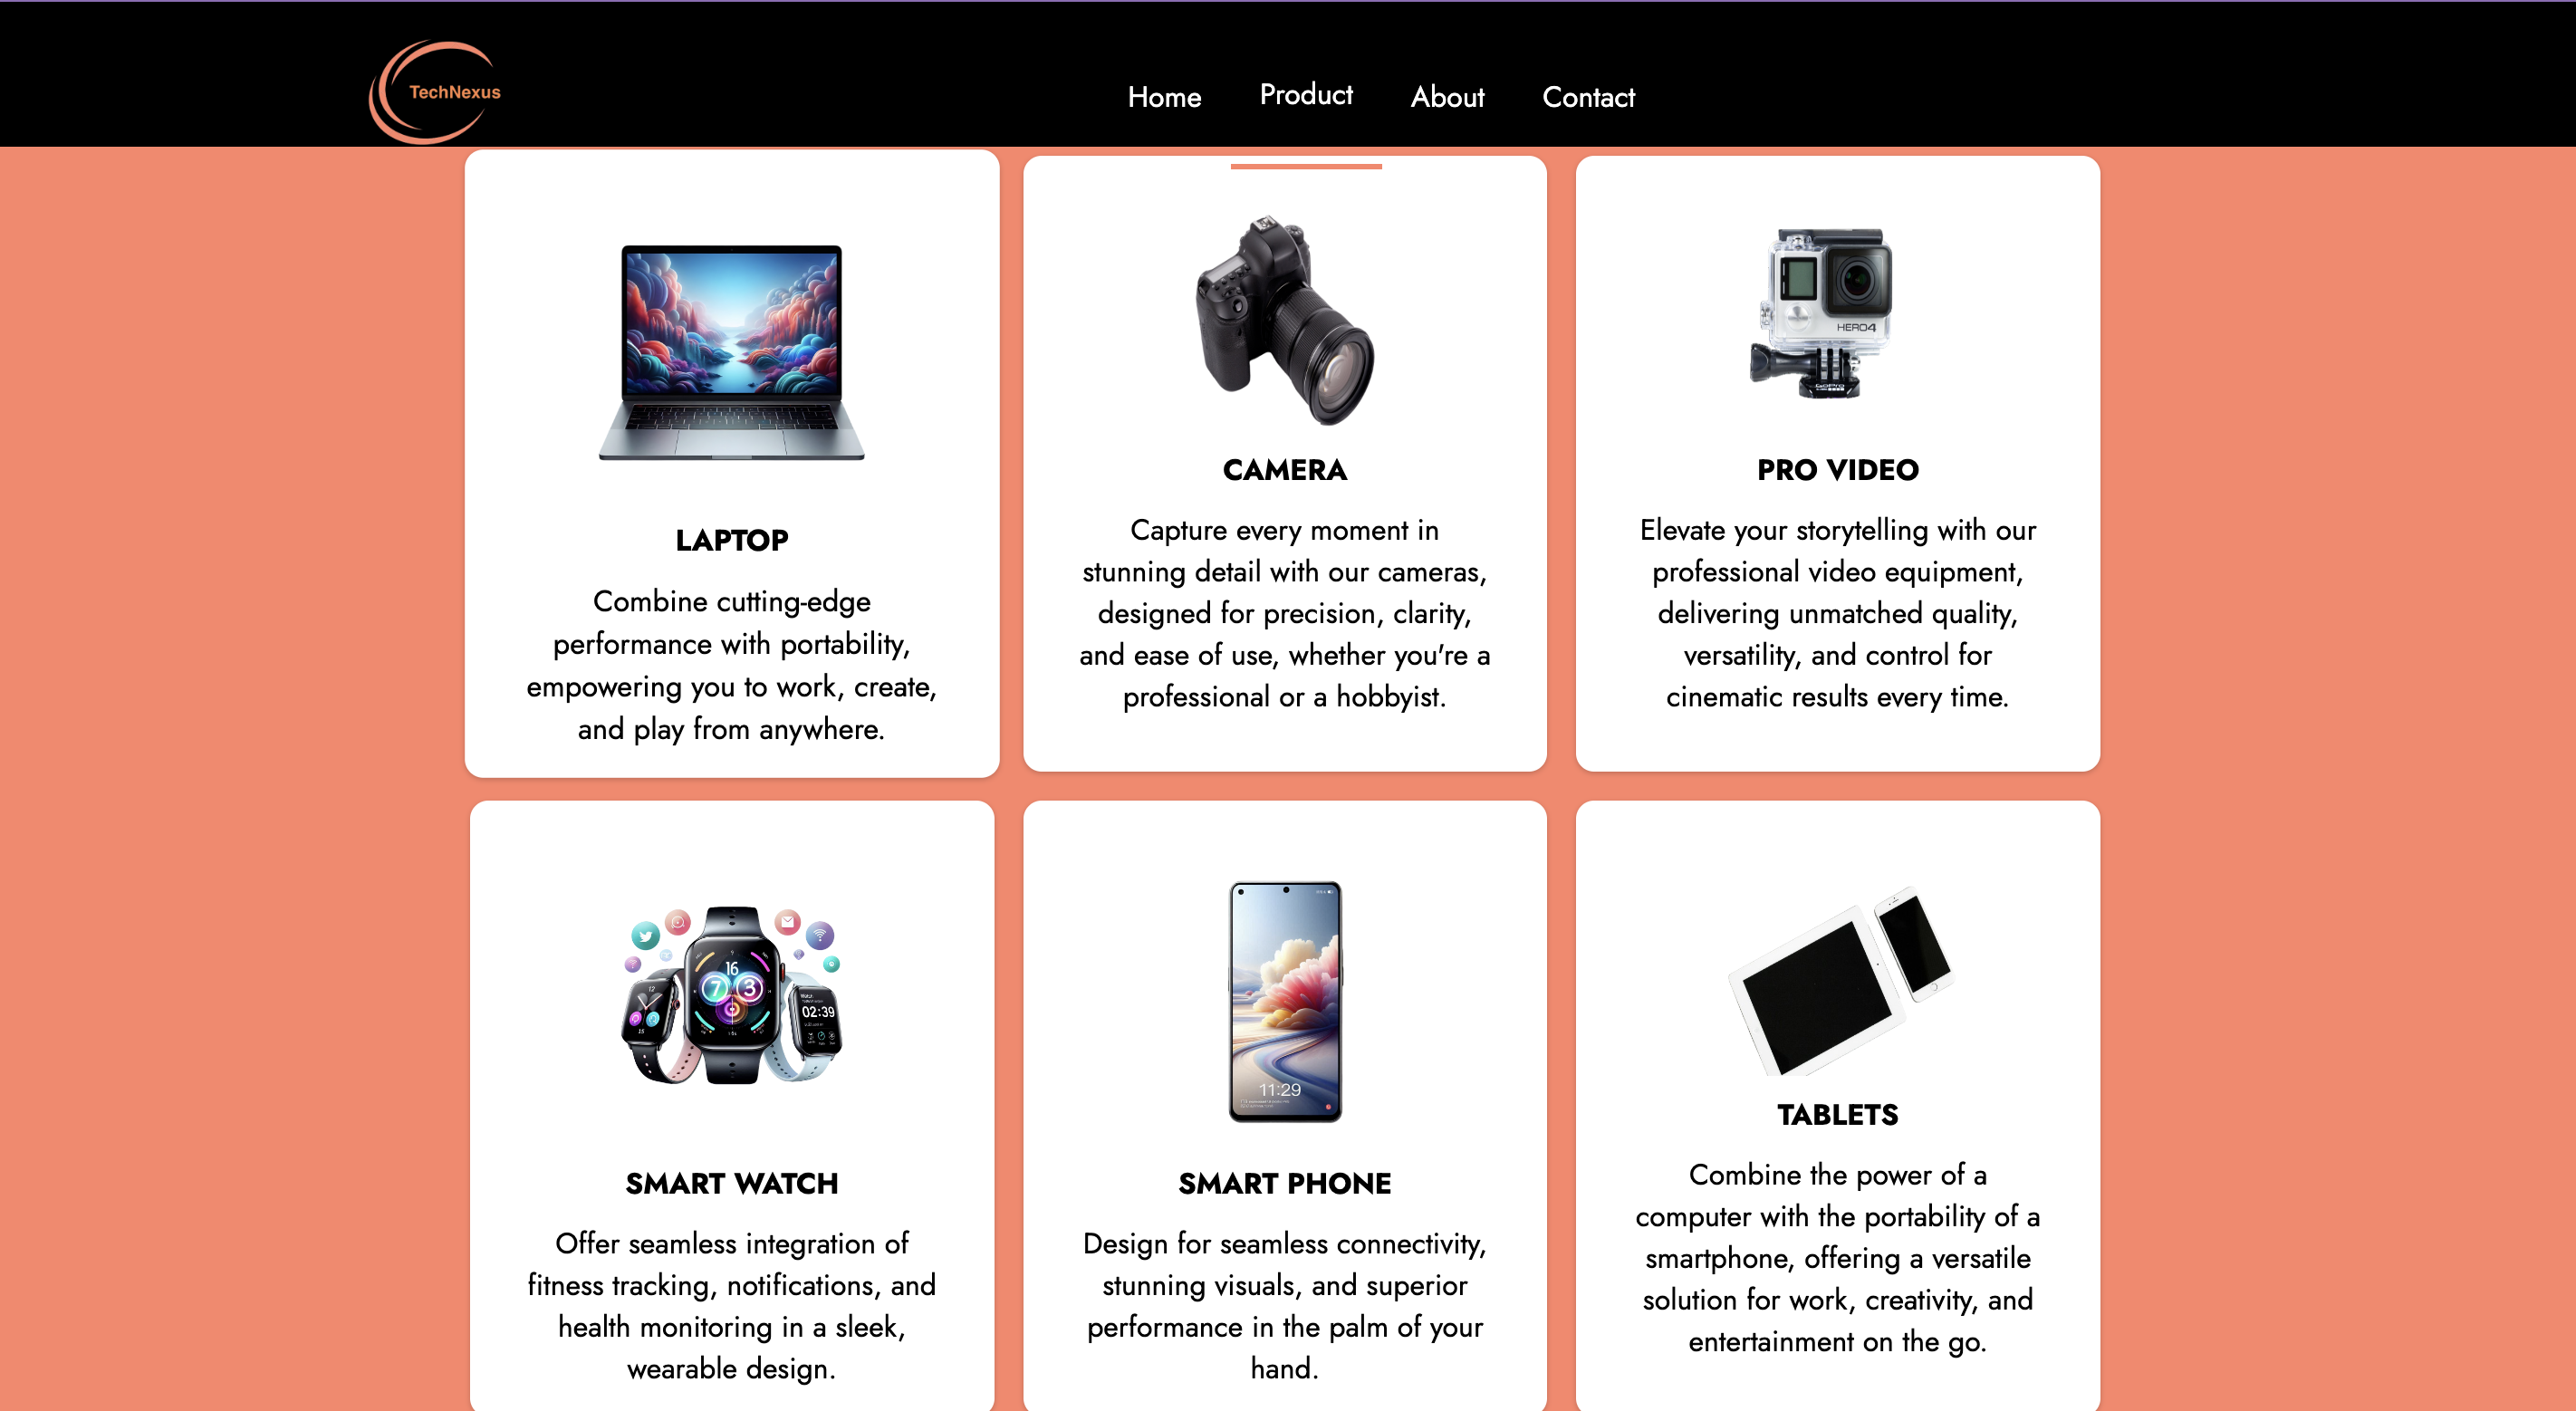 TechNexus
Home Product About Contact
HERO4
GoPro
LAPTOP
Combine cutting-edge
performance with portability,
empowering you to work, create,
and play from anywhere.
CAMERA
Capture every moment in
stunning detail with our cameras,
designed for precision, clarity,
and ease of use, whether you're a
professional or a hobbyist.
PRO VIDEO
Elevate your storytelling with our
professional video equipment,
delivering unmatched quality,
versatility, and control for
cinematic results every time.
16
7 3
12
02:39
SMART WATCH
Offer seamless integration of
fitness tracking, notifications, and
health monitoring in a sleek,
wearable design.
11:29
SMART PHONE
Design for seamless connectivity,
stunning visuals, and superior
performance in the palm of your
hand.
TABLETS
Combine the power of a
computer with the portability of a
smartphone, offering a versatile
solution for work, creativity, and
entertainment on the go.